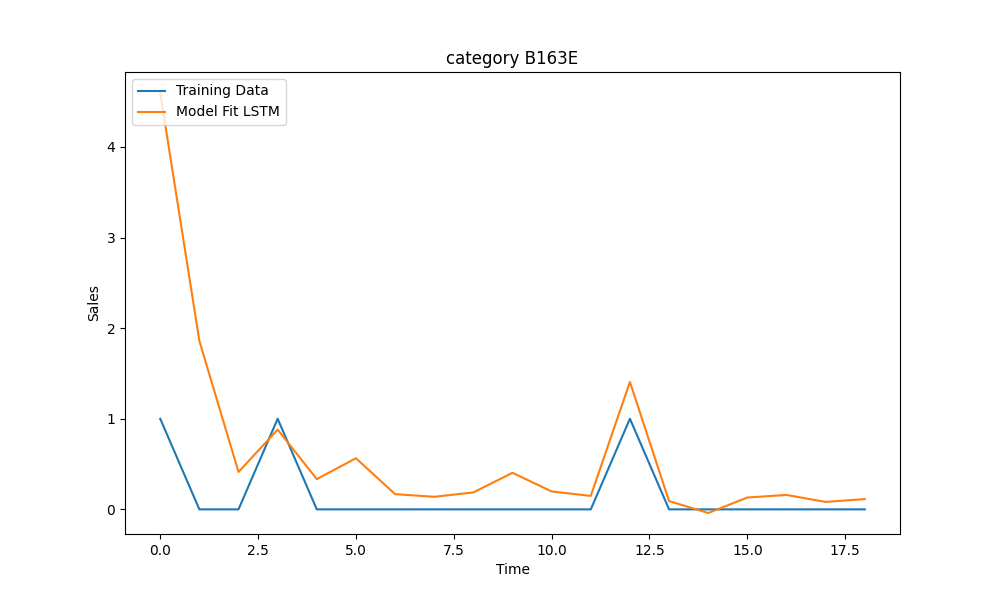 category B163E
Training Data
Model Fit LSTM
4
3
2
1
0
Sales
0.0 2.5 5.0 7.5 10.0 12.5 15.0 17.5
Time